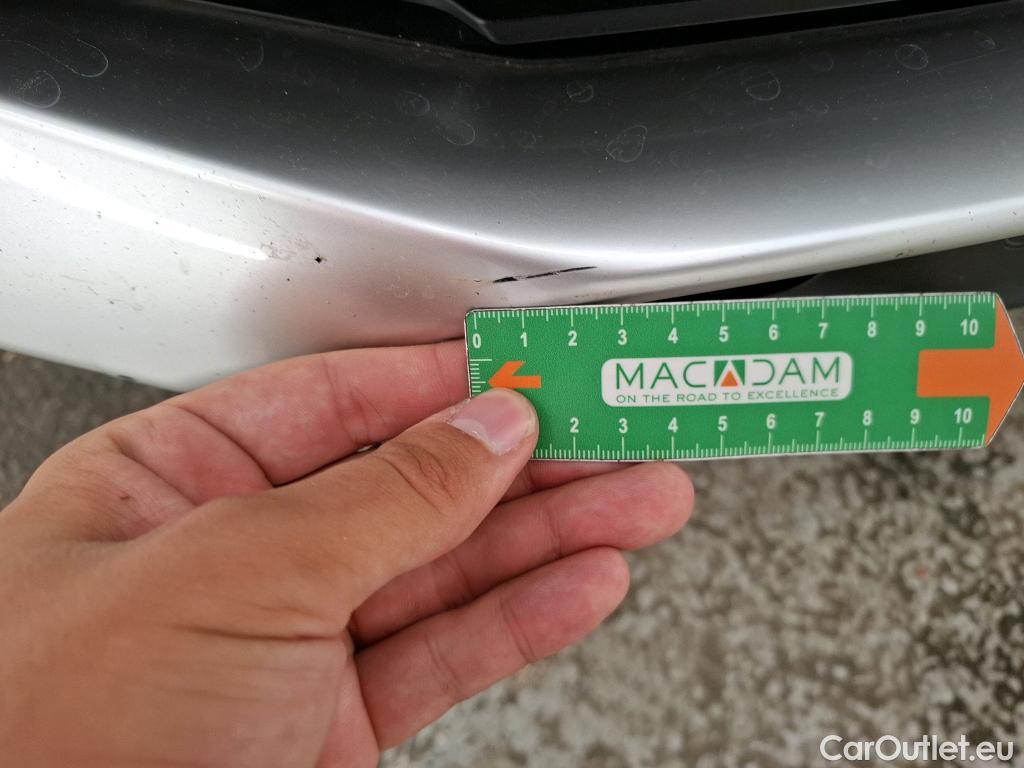 0 1 2 3 4 5 6 7 8 9 10
MACADAM
ON THE ROAD TO EXCELLENCE
2 3 4 5 6 7 8 9 10
CarOutlet.eu